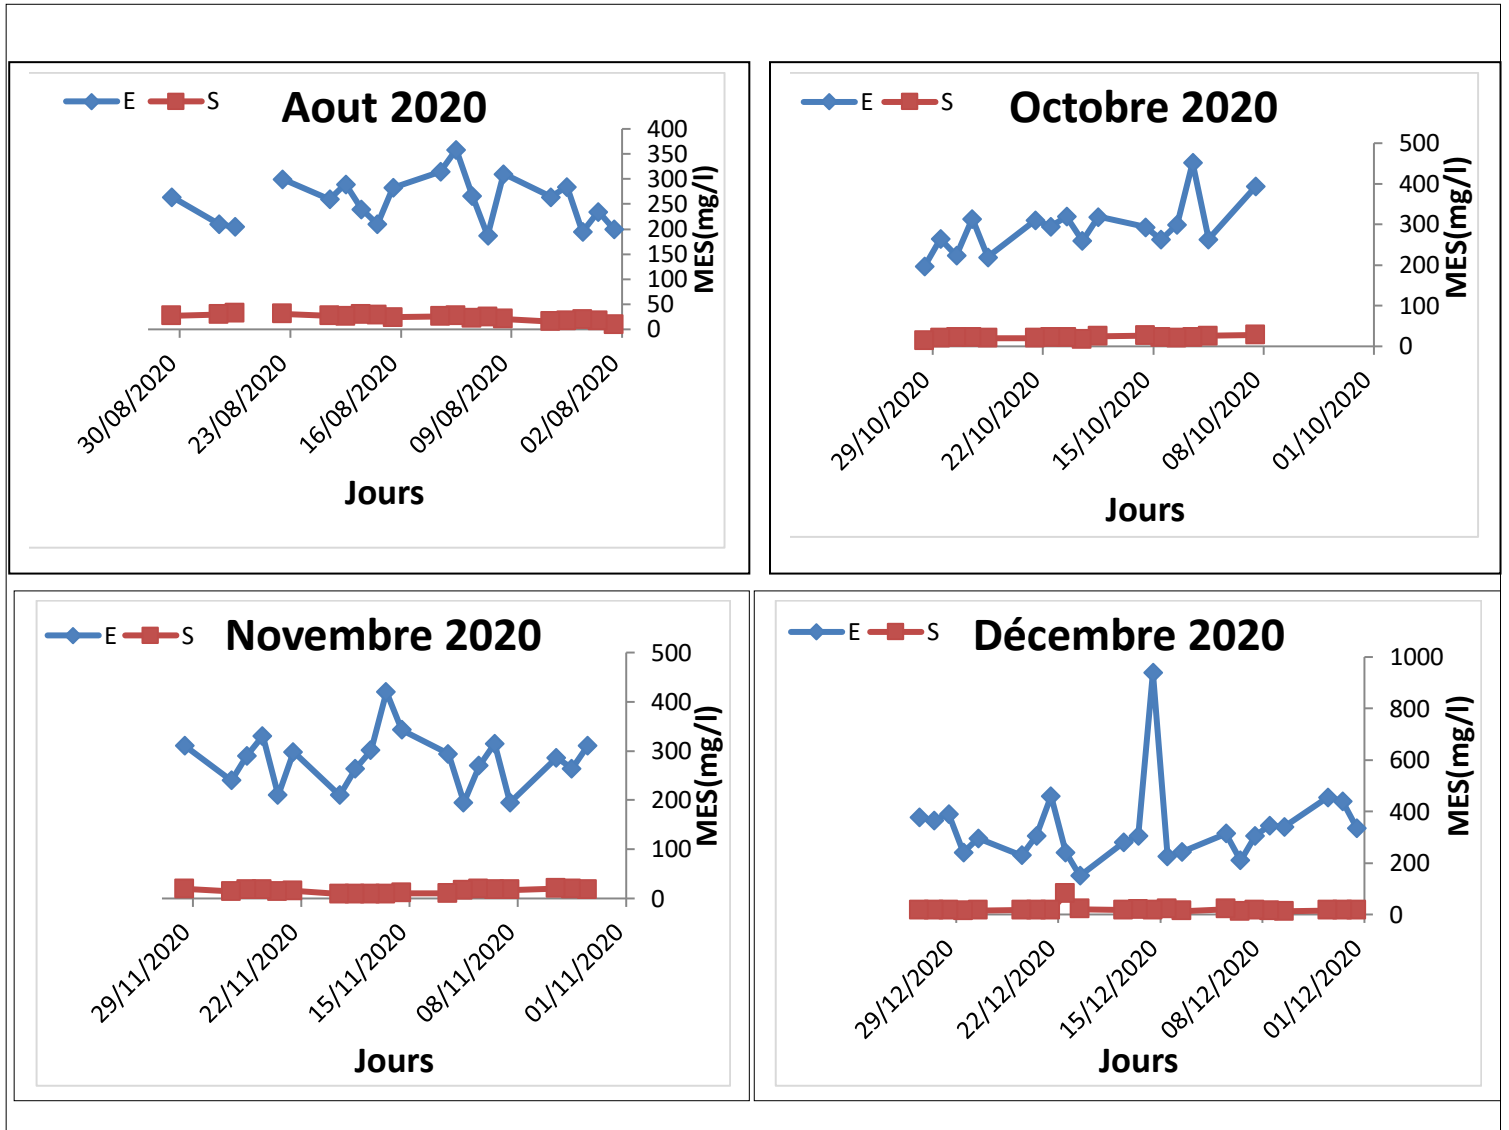 E S
Aout 2020
400
350
300
250
200
150
100
50
0
MES(mg/l)
30/08/2020 23/08/2020 16/08/2020 09/08/2020 02/08/2020
Jours
E S
Octobre 2020
500
400
300
200
100
0
MES(mg/l)
29/10/2020 22/10/2020 15/10/2020 08/10/2020 01/10/2020
Jours
E S
Novembre 2020
500
400
300
200
100
0
MES(mg/l)
29/11/2020 22/11/2020 15/11/2020 08/11/2020 01/11/2020
Jours
E S
Décembre 2020
1000
800
600
400
200
0
MES(mg/l)
29/12/2020 22/12/2020 15/12/2020 08/12/2020 01/12/2020
Jours